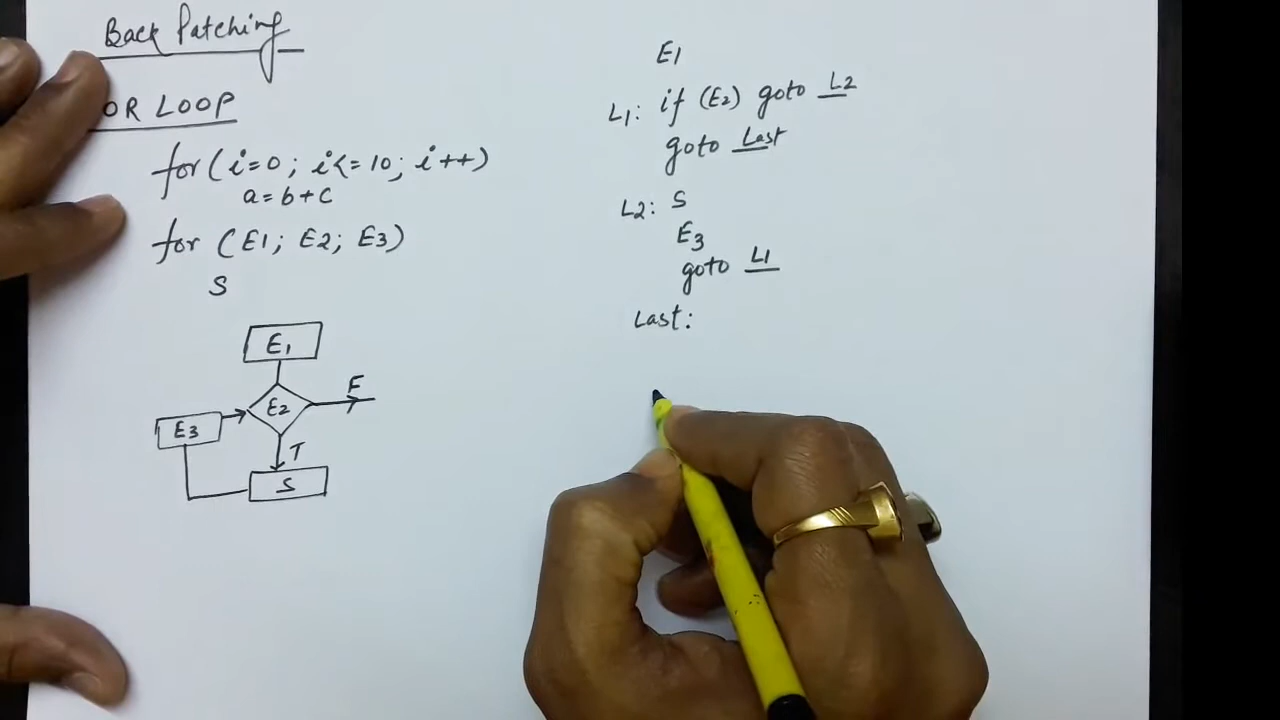 Back Patching
OR LOOP
for (i=0; i<=10; i++)
a = b + c
for (E1; E2; E3)
S
E1
E2
F
E3
T
S
E1
L1: if (E2) goto L2
goto Last
L2: S
E3
goto L1
Last: